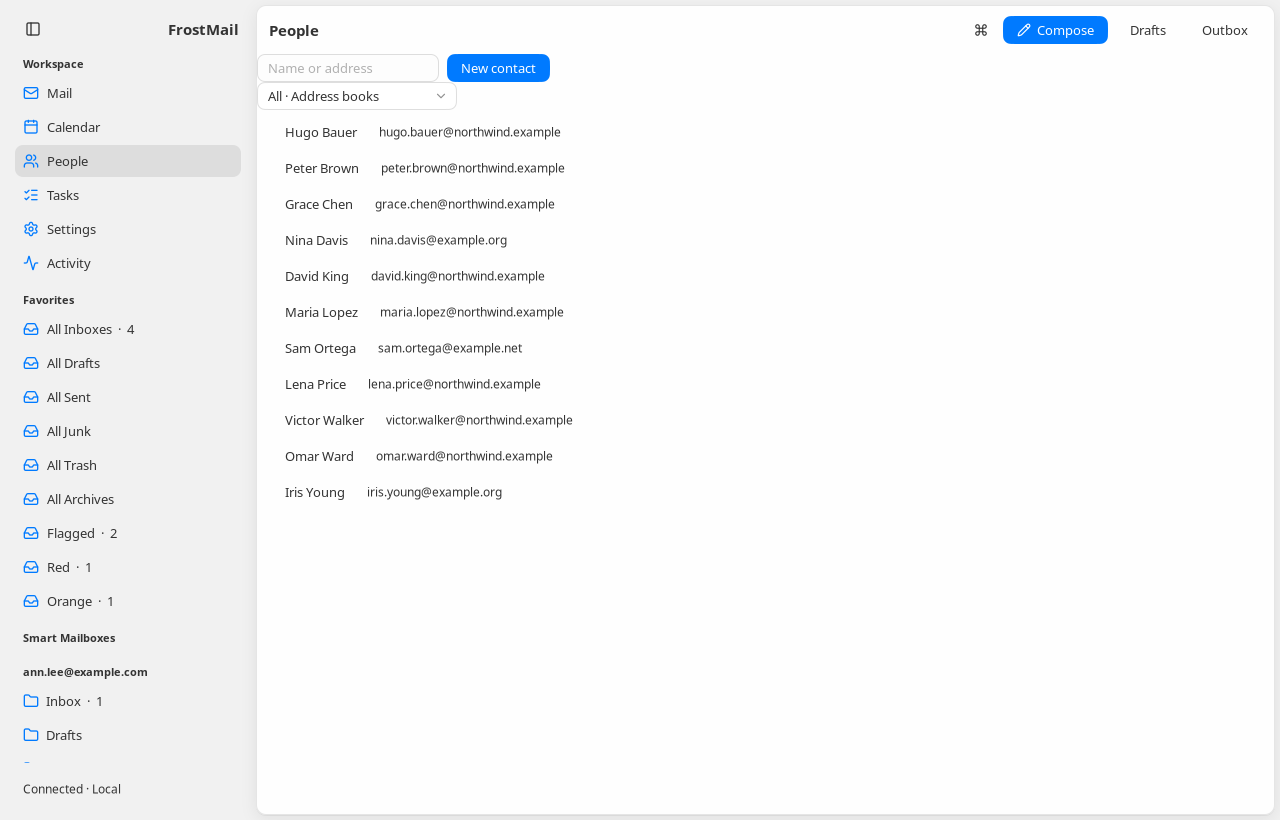 FrostMail
Workspace
Mail
Calendar
People
Tasks
Settings
Activity
Favorites
All Inboxes · 4
All Drafts
All Sent
All Junk
All Trash
All Archives
Flagged · 2
Red · 1
Orange · 1
Smart Mailboxes
ann.lee@example.com
Inbox · 1
Drafts
Connected · Local
People
⌘ Compose Drafts Outbox
Name or address New contact
All · Address books
Hugo Bauer hugo.bauer@northwind.example
Peter Brown peter.brown@northwind.example
Grace Chen grace.chen@northwind.example
Nina Davis nina.davis@example.org
David King david.king@northwind.example
Maria Lopez maria.lopez@northwind.example
Sam Ortega sam.ortega@example.net
Lena Price lena.price@northwind.example
Victor Walker victor.walker@northwind.example
Omar Ward omar.ward@northwind.example
Iris Young iris.young@example.org